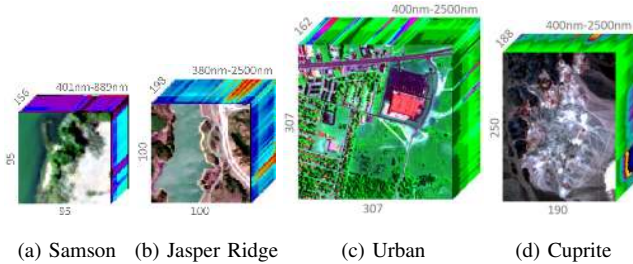 156
401nm-889nm
95
95
(a) Samson
198
380nm-2500nm
100
100
(b) Jasper Ridge
162
400nm-2500nm
307
307
(c) Urban
188
400nm-2500nm
250
190
(d) Cuprite